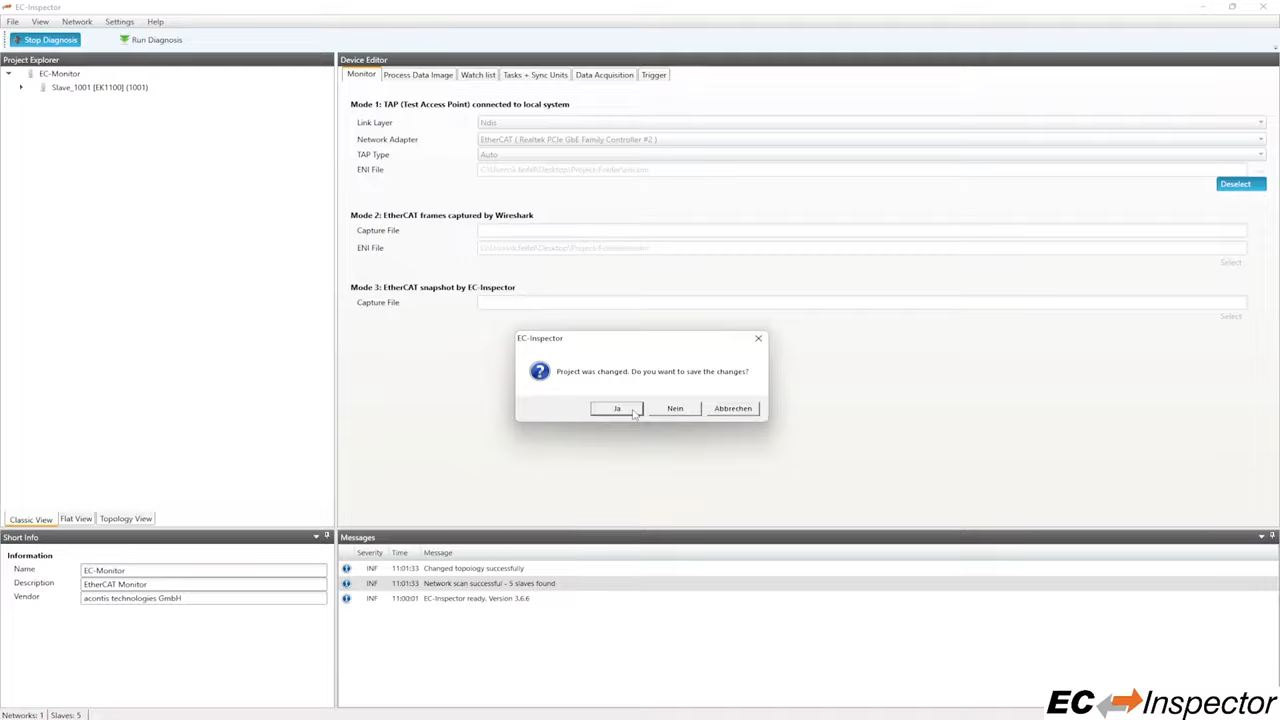 EC-Inspector
File View Network Settings Help
Stop Diagnosis Run Diagnosis
Project Explorer
EC-Monitor
Slave_1001 [EK1100] (1001)
Classic View Flat View Topology View
Device Editor
Monitor Process Data Image Watch list Tasks + Sync Units Data Acquisition Trigger
Mode 1: TAP (Test Access Point) connected to local system
Link Layer Ndis
Network Adapter EtherCAT ( Realtek PCIe GbE Family Controller #2 )
TAP Type Auto
ENI File
Deselect
Mode 2: EtherCAT frames captured by Wireshark
Capture File
ENI File
Select
Mode 3: EtherCAT snapshot by EC-Inspector
Capture File
Select
EC-Inspector
Project was changed. Do you want to save the changes?
Ja Nein Abbrechen
Short Info
Information
Name EC-Monitor
Description EtherCAT Monitor
Vendor acontis technologies GmbH
Messages
Severity Time Message
INF 11:01:33 Changed topology successfully
INF 11:01:33 Network scan successful - 5 slaves found
INF 11:00:01 EC-Inspector ready. Version 3.6.6
Networks: 1 Slaves: 5
EC Inspector